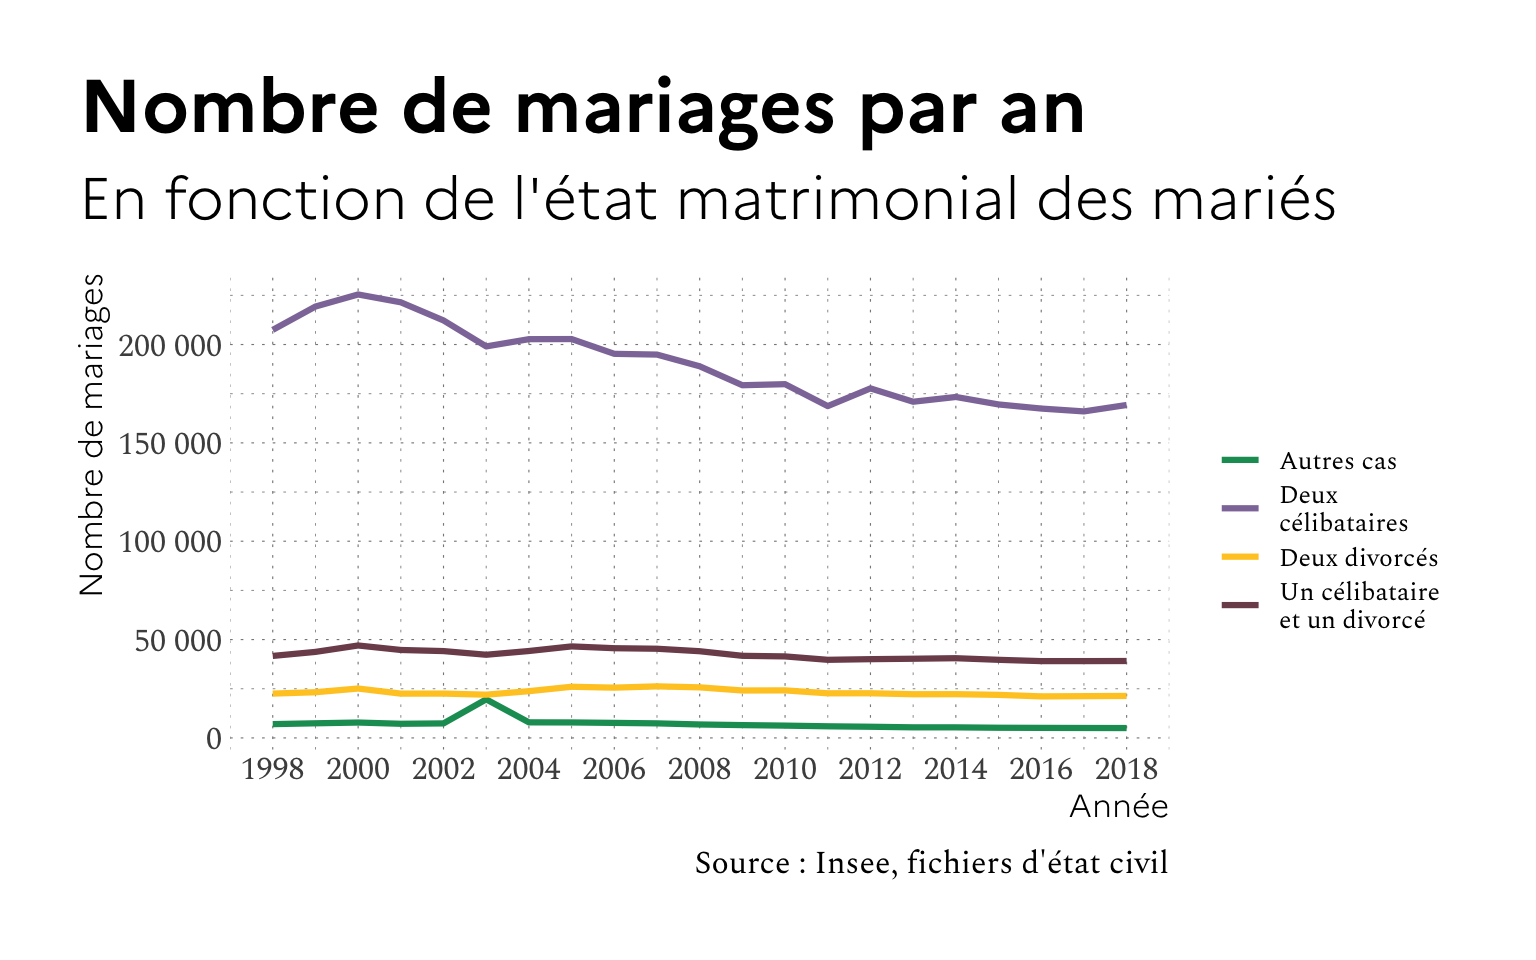 Nombre de mariages par an
En fonction de l'état matrimonial des mariés
Nombre de mariages
200 000
150 000
100 000
50 000
0
1998 2000 2002 2004 2006 2008 2010 2012 2014 2016 2018
Année
Autres cas
Deux
célibataires
Deux divorcés
Un célibataire
et un divorcé
Source : Insee, fichiers d'état civil